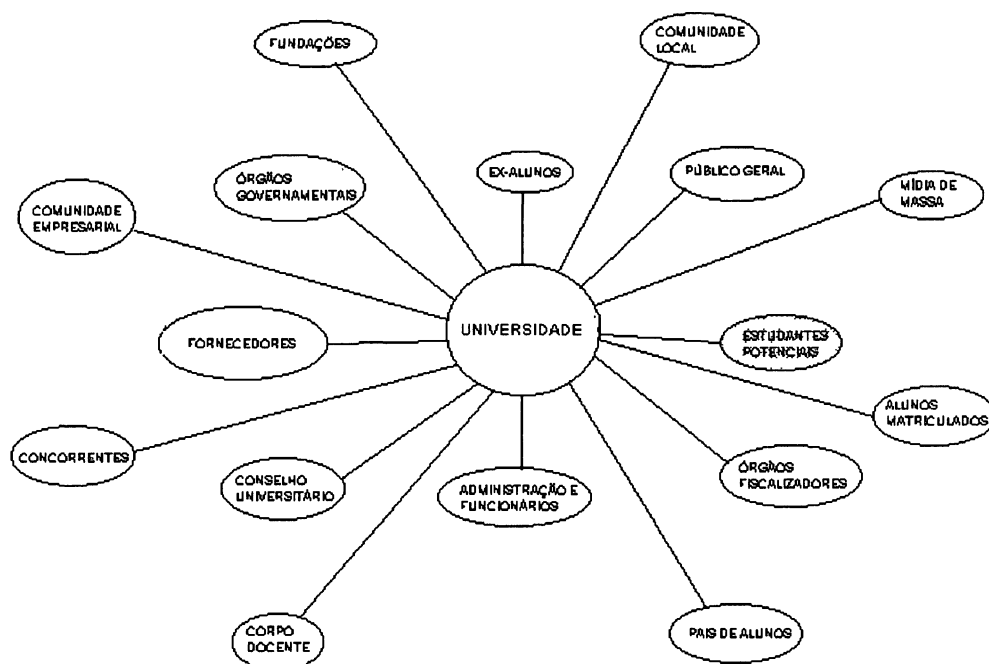 FUNDAÇÕES
COMUNIDADE
LOCAL
ÓRGÃOS
GOVERNAMENTAIS
EX-ALUNOS
PÚBLICO GERAL
MÍDIA DE
MASSA
COMUNIDADE
EMPRESARIAL
UNIVERSIDADE
FORNECEDORES
ESTUDANTES
POTENCIAIS
ALUNOS
MATRICULADOS
CONCORRENTES
CONSELHO
UNIVERSITÁRIO
ADMINISTRAÇÃO E
FUNCIONÁRIOS
ÓRGÃOS
FISCALIZADORES
CORPO
DOCENTE
PAIS DE ALUNOS